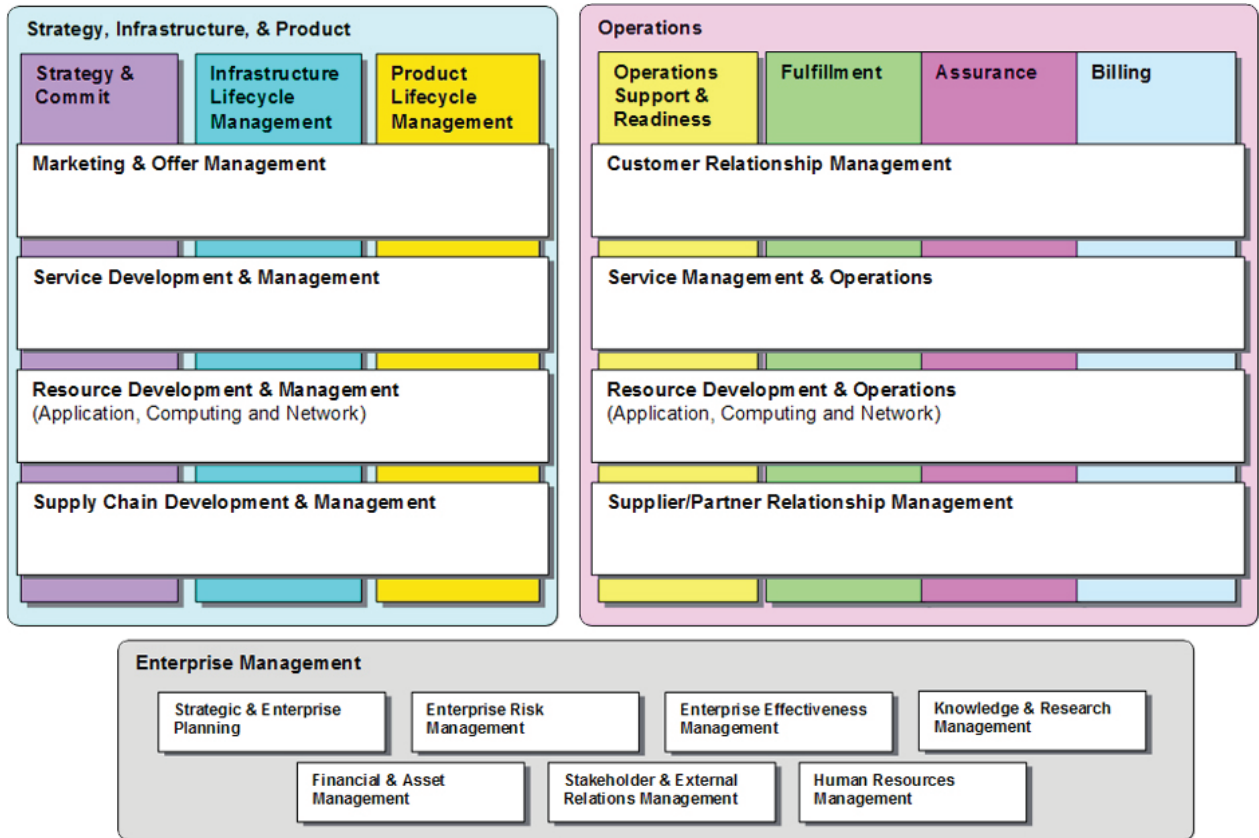 Strategy, Infrastructure, & Product
Strategy &
Commit
Infrastructure
Lifecycle
Management
Product
Lifecycle
Management
Marketing & Offer Management
Service Development & Management
Resource Development & Management
(Application, Computing and Network)
Supply Chain Development & Management
Operations
Operations
Support &
Readiness
Fulfillment
Assurance
Billing
Customer Relationship Management
Service Management & Operations
Resource Development & Operations
(Application, Computing and Network)
Supplier/Partner Relationship Management
Enterprise Management
Strategic & Enterprise
Planning
Enterprise Risk
Management
Enterprise Effectiveness
Management
Knowledge & Research
Management
Financial & Asset
Management
Stakeholder & External
Relations Management
Human Resources
Management